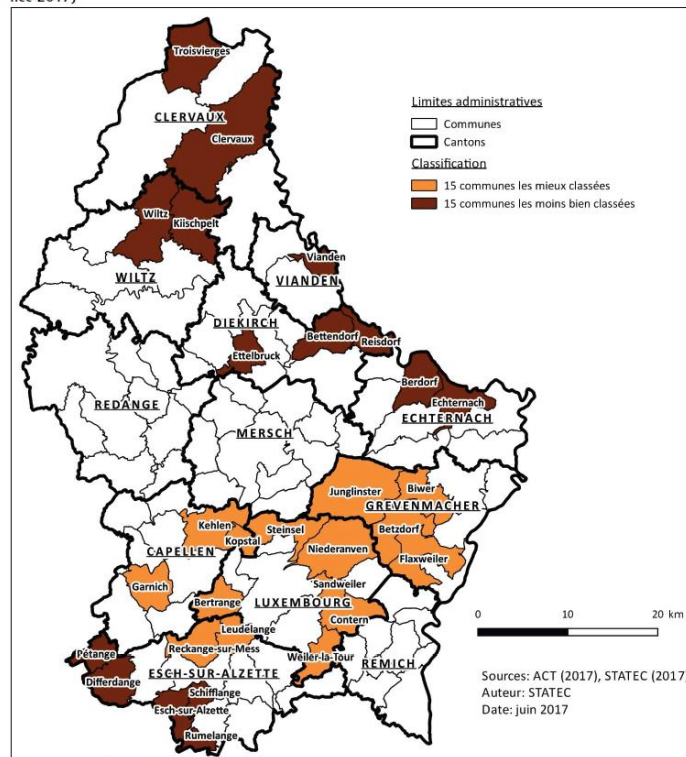 Troisvierges
CLERVAUX
Clervaux
Wiltz
Kiischpelt
WILTZ
Vianden
VIANDEN
DIEKIRCH
Bettendorf
Reisdorf
Ettelbruck
Berdorf
Echternach
ECHTERNACH
REDANGE
MERSCH
Junglinster
Biwer
GREVENMACHER
Kehlen
Steinsel
Betzdorf
Kopstal
CAPELLEN
Niederanven
Flaxweiler
Garnich
Sandweiler
Bertrange
LUXEMBOURG
Contern
Leudelange
Reckange-sur-Mess
Weiler-la-Tour
REMICH
Pétange
ESCH-SUR-ALZETTE
Differdange
Schifflange
Esch-sur-Alzette
Rumelange
Limites administratives
Communes
Cantons
Classification
15 communes les mieux classées
15 communes les moins bien classées
0 10 20 km
Sources: ACT (2017), STATEC (2017)
Auteur: STATEC
Date: juin 2017